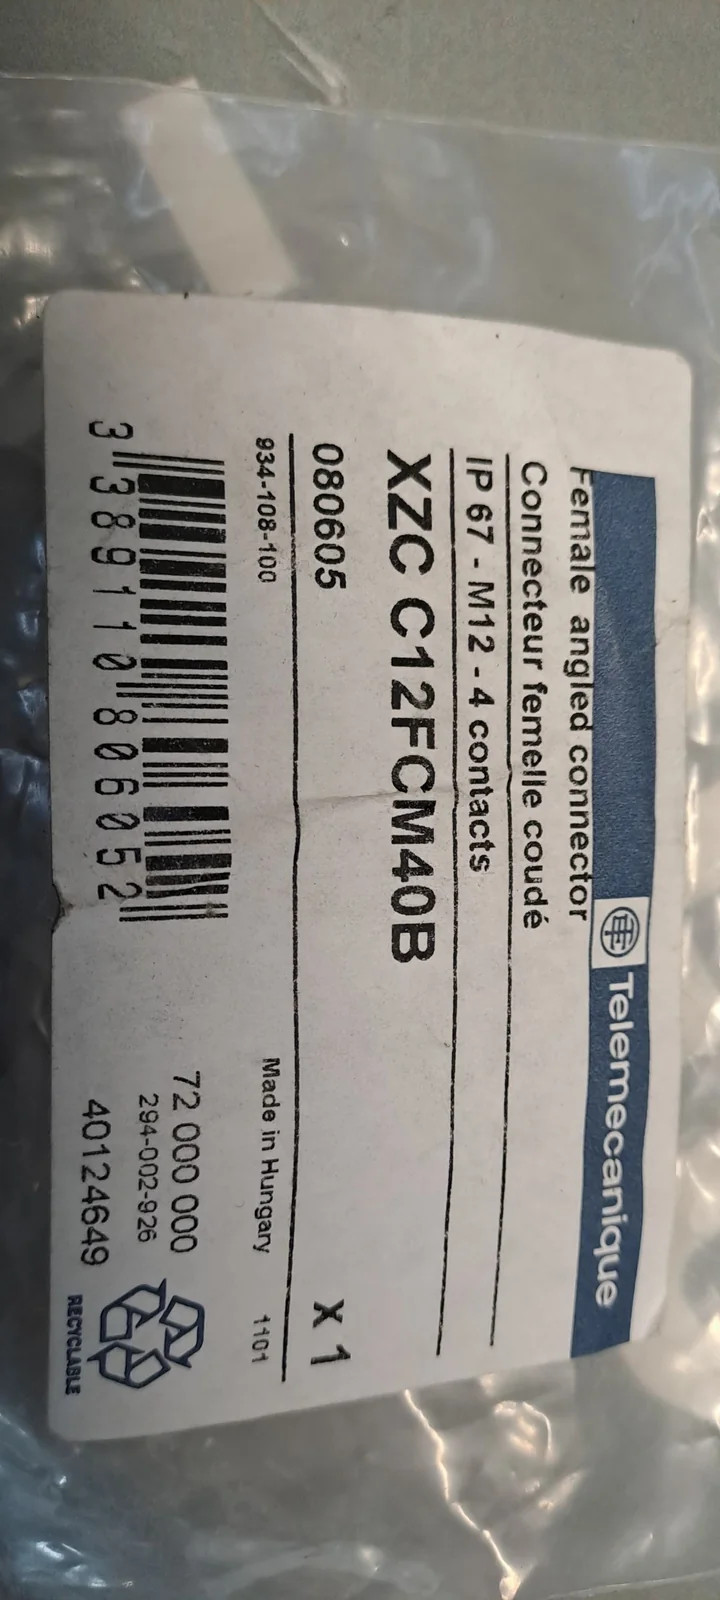 Telemecanique
Female angled connector
Connecteur femelle coudé
IP 67 - M12 - 4 contacts
XZC C12FCM40B
080605 X 1
934-108-100 Made in Hungary 1101
3 389110 806052
72 000 000
294-002-926
40124649
RECYCLABLE